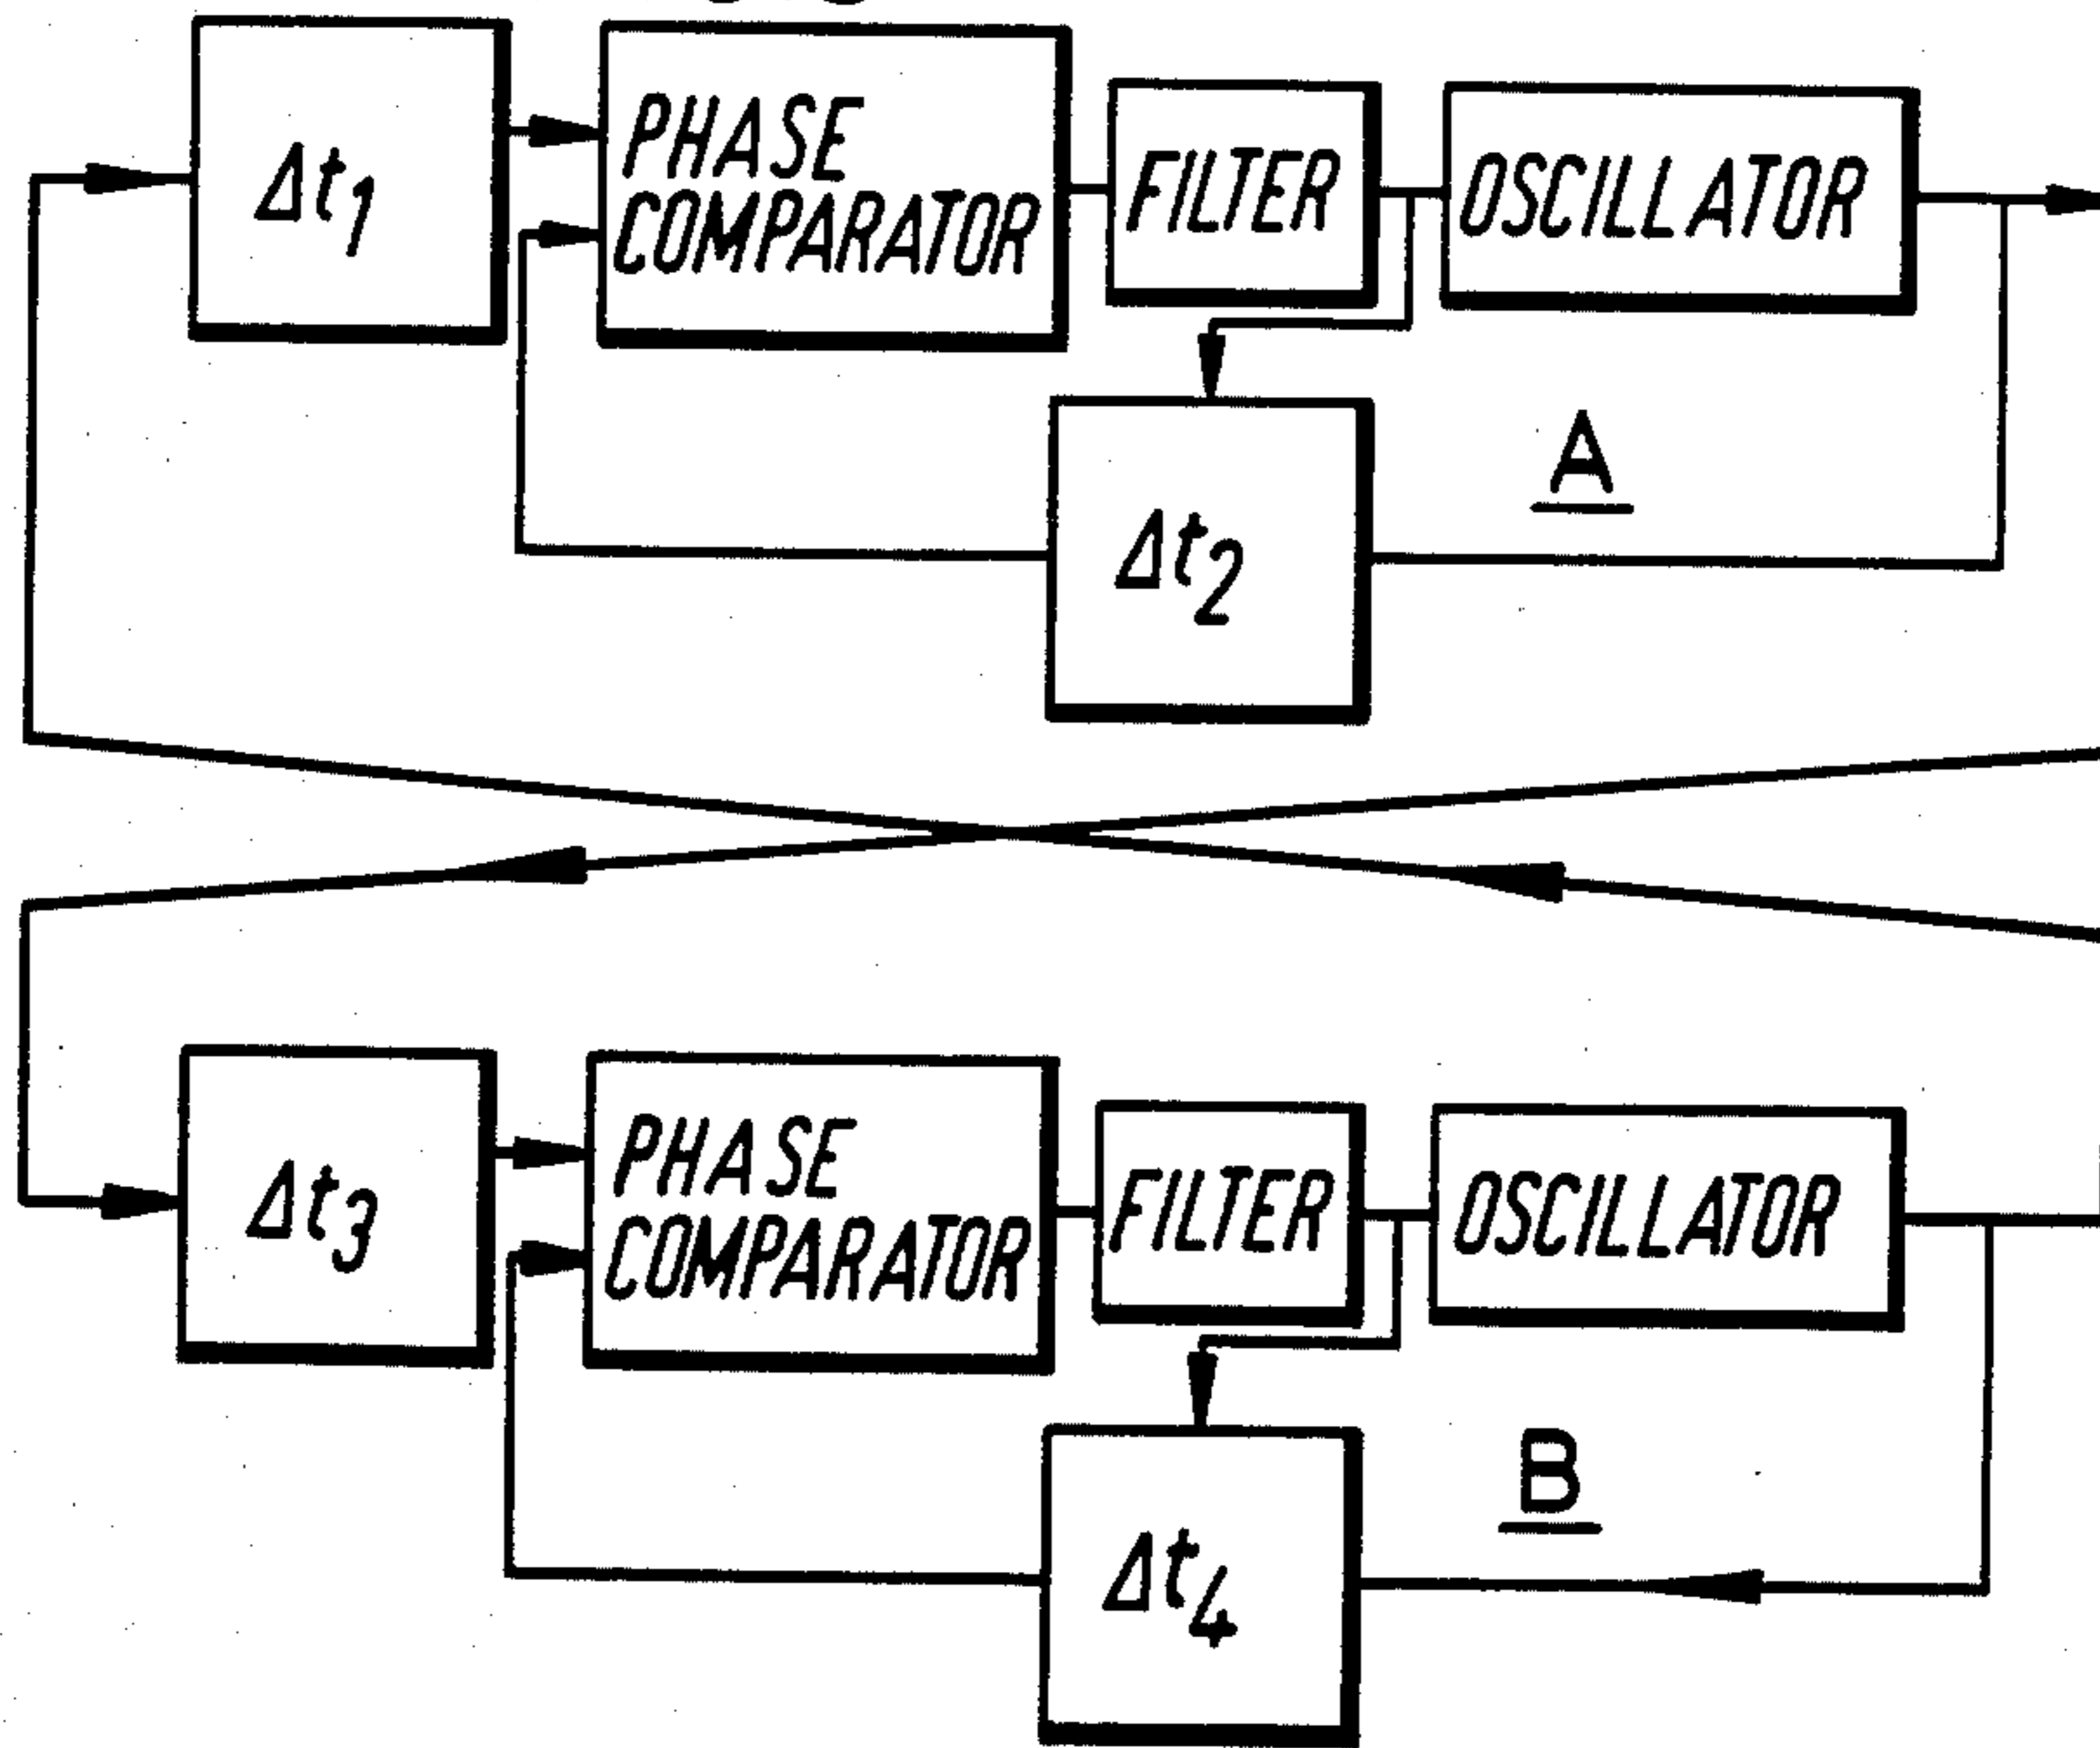 Δt1
PHASE
COMPARATOR
FILTER
OSCILLATOR
Δt2
A
Δt3
PHASE
COMPARATOR
FILTER
OSCILLATOR
Δt4
B